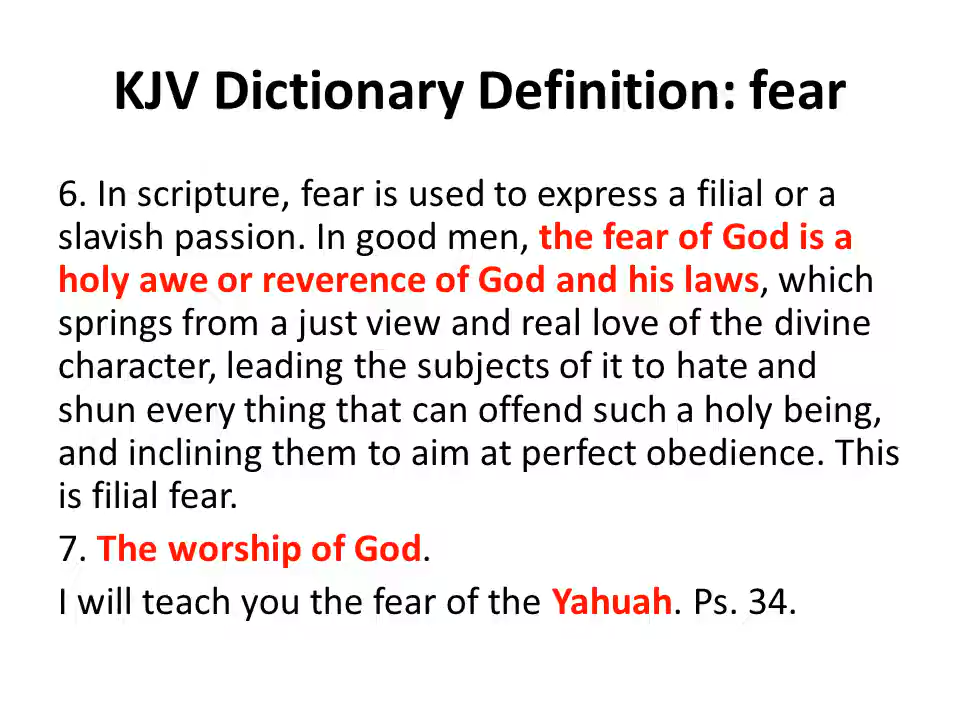 KJV Dictionary Definition: fear
6. In scripture, fear is used to express a filial or a
slavish passion. In good men, the fear of God is a
holy awe or reverence of God and his laws, which
springs from a just view and real love of the divine
character, leading the subjects of it to hate and
shun every thing that can offend such a holy being,
and inclining them to aim at perfect obedience. This
is filial fear.
7. The worship of God.
I will teach you the fear of the Yahuah. Ps. 34.